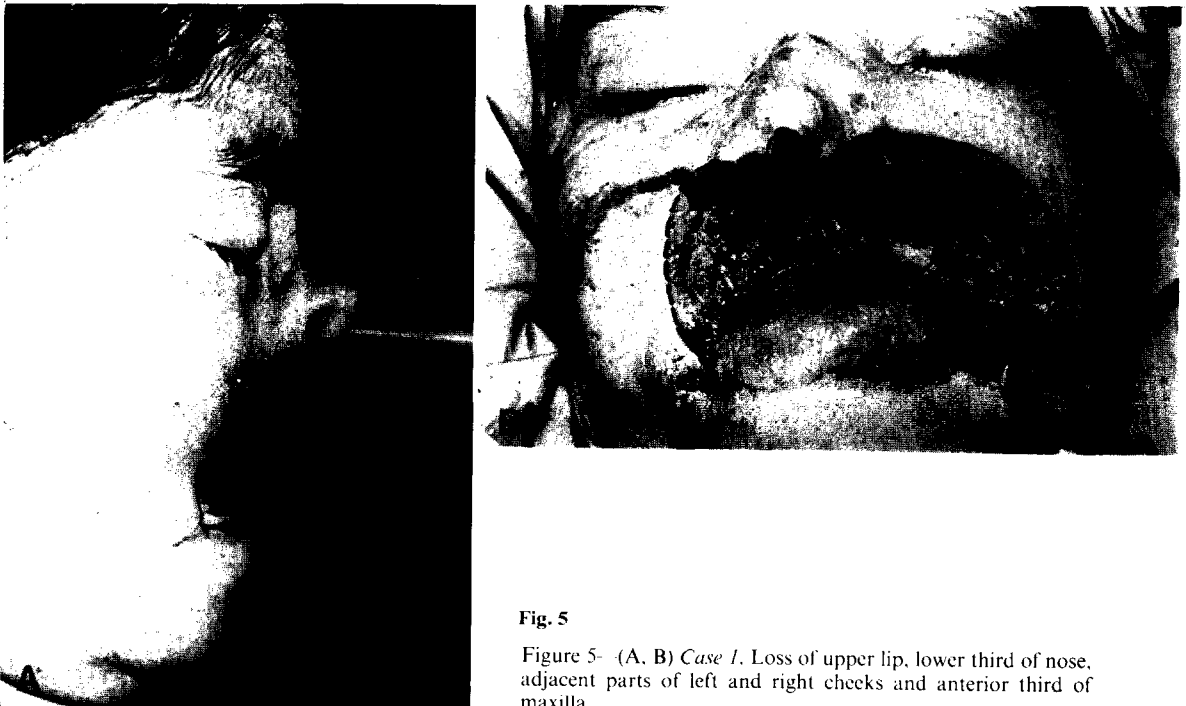 A
Fig. 5
Figure 5- -(A, B) Case 1. Loss of upper lip, lower third of nose,
adjacent parts of left and right cheeks and anterior third of
maxilla.